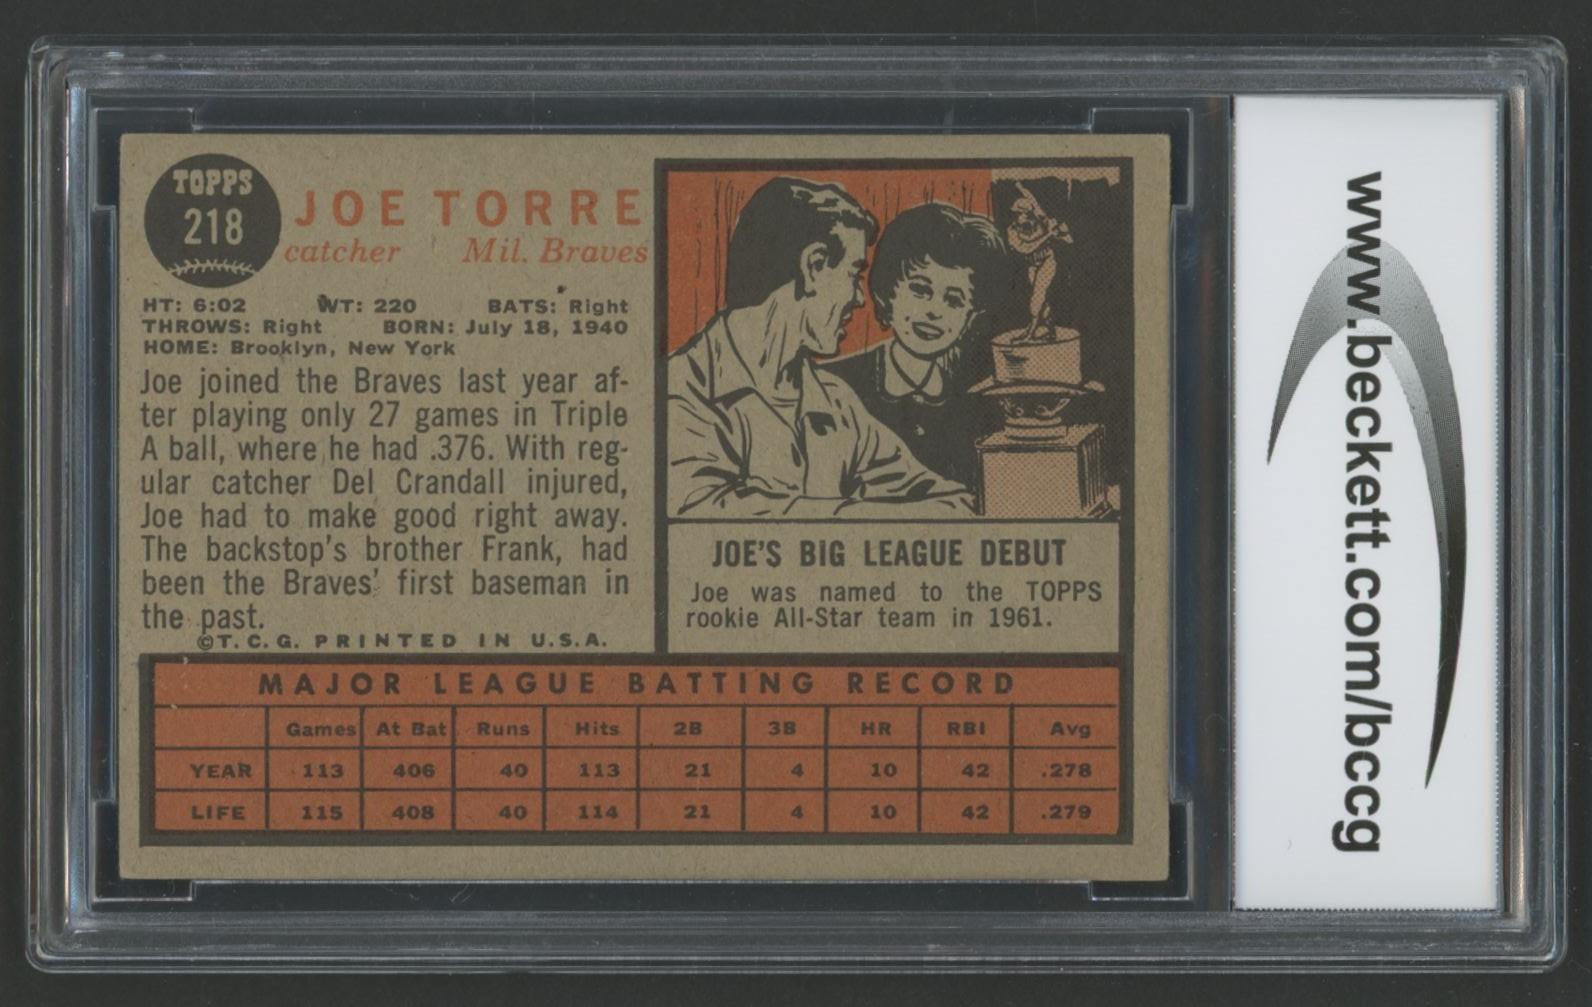 TOPPS
218
JOE TORRE
catcher Mil. Braves
HT: 6:02 WT: 220 BATS: Right
THROWS: Right BORN: July 18, 1940
HOME: Brooklyn, New York
Joe joined the Braves last year af-
ter playing only 27 games in Triple
A ball, where he had .376. With reg-
ular catcher Del Crandall injured,
Joe had to make good right away.
The backstop's brother Frank, had
been the Braves' first baseman in
the past.
©T. C. G. PRINTED IN U.S.A.
JOE'S BIG LEAGUE DEBUT
Joe was named to the TOPPS
rookie All-Star team in 1961.
MAJOR LEAGUE BATTING RECORD
Games At Bat Runs Hits 2B 3B HR RBI Avg
YEAR 113 406 40 113 21 4 10 42 .278
LIFE 115 408 40 114 21 4 10 42 .279
www.beckett.com/bccg